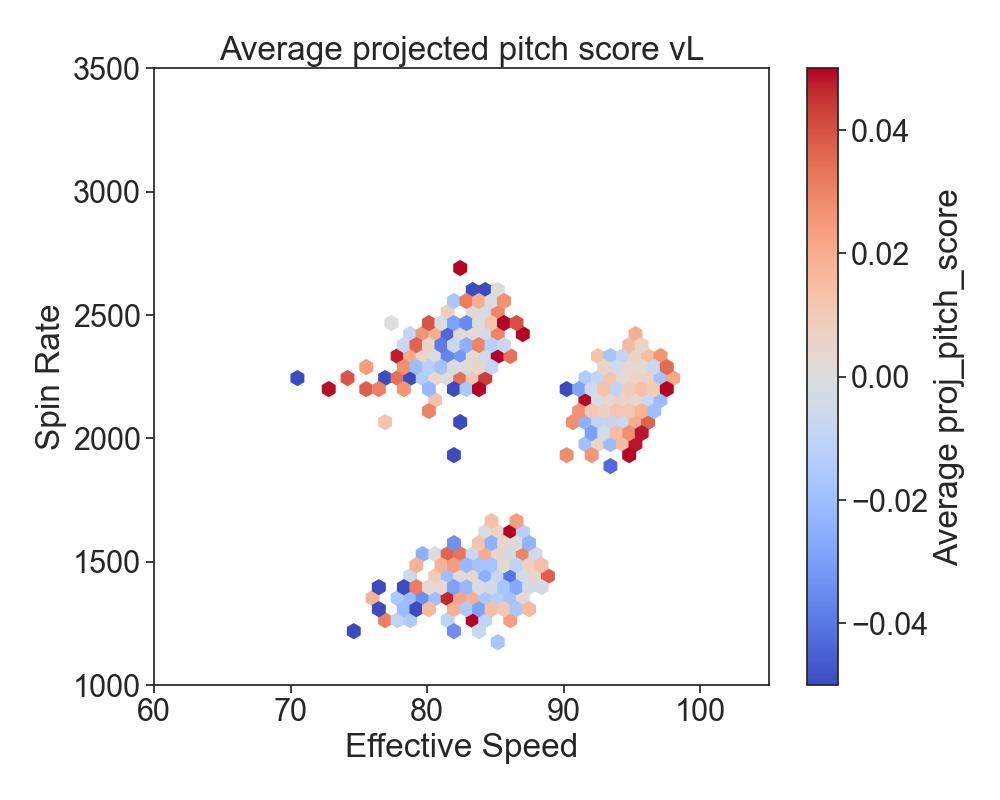 Average projected pitch score vL
3500
3000
2500
2000
1500
1000
Spin Rate
60 70 80 90 100
Effective Speed
0.04
0.02
0.00
−0.02
−0.04
Average proj_pitch_score